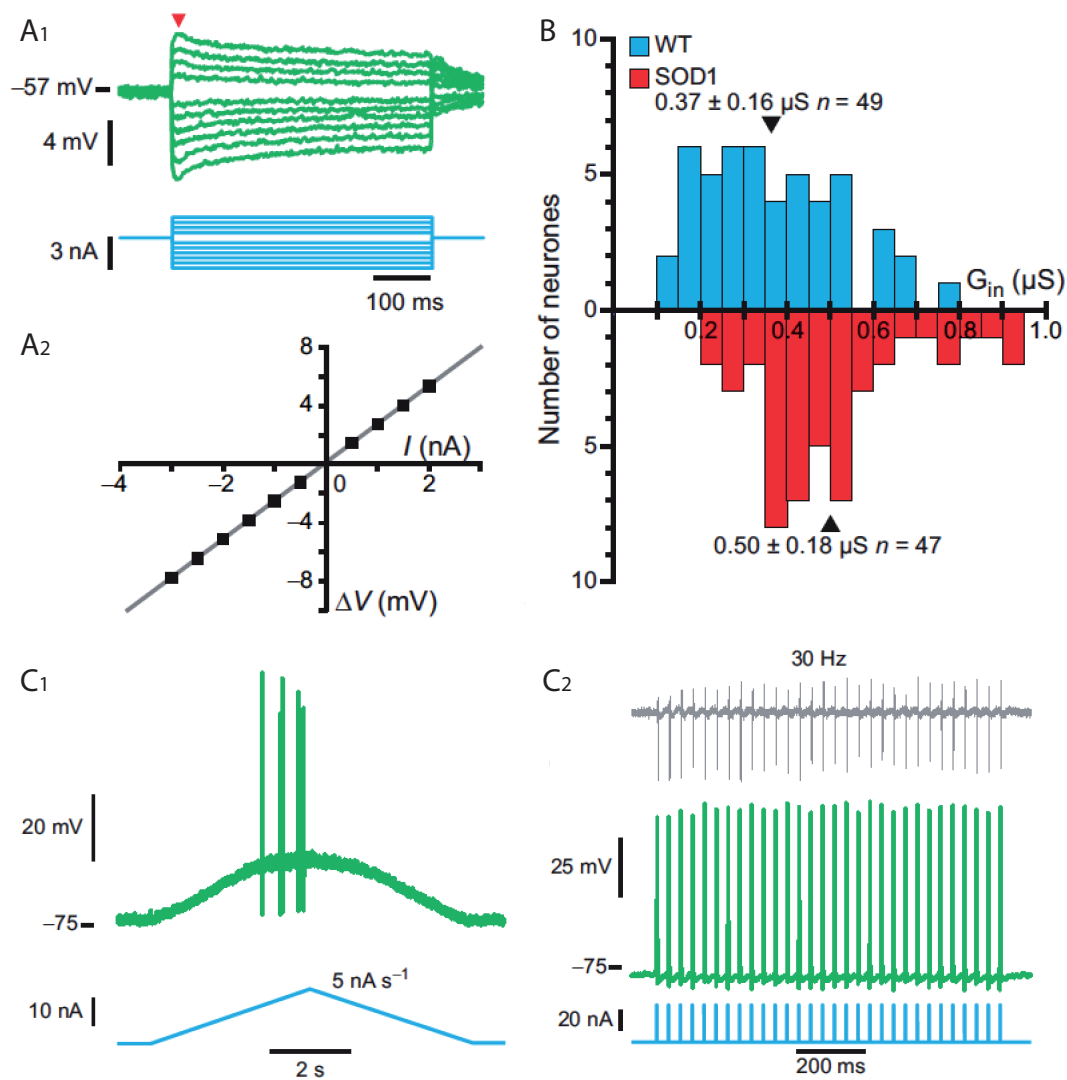 A1
−57 mV
4 mV
3 nA
100 ms
A2
8
4
I (nA)
−4
−2
0
2
−4
−8
ΔV (mV)
B
10
WT
SOD1
0.37 ± 0.16 µS n = 49
5
Number of neurones
Gin (µS)
0
0.2
0.4
0.6
0.8
1.0
5
0.50 ± 0.18 µS n = 47
10
C1
20 mV
−75
5 nA s−1
10 nA
2 s
C2
30 Hz
25 mV
−75
20 nA
200 ms